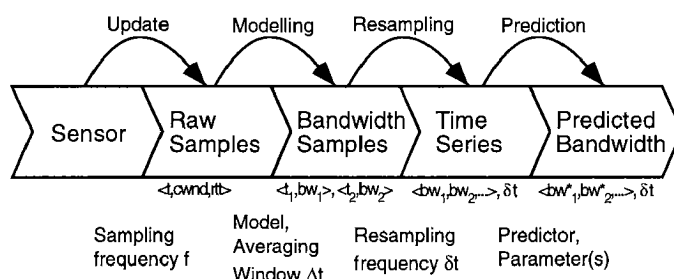 Update Modelling Resampling Prediction
Sensor
Raw
Samples
Bandwidth
Samples
Time
Series
Predicted
Bandwidth
<t,cwnd,rtt>
<t₁,bw₁>,<t₂,bw₂>
<bw₁,bw₂,...>, δt
<bw*₁,bw*₂,...>, δt
Sampling
frequency f
Model,
Averaging
Window Δt
Resampling
frequency δt
Predictor,
Parameter(s)